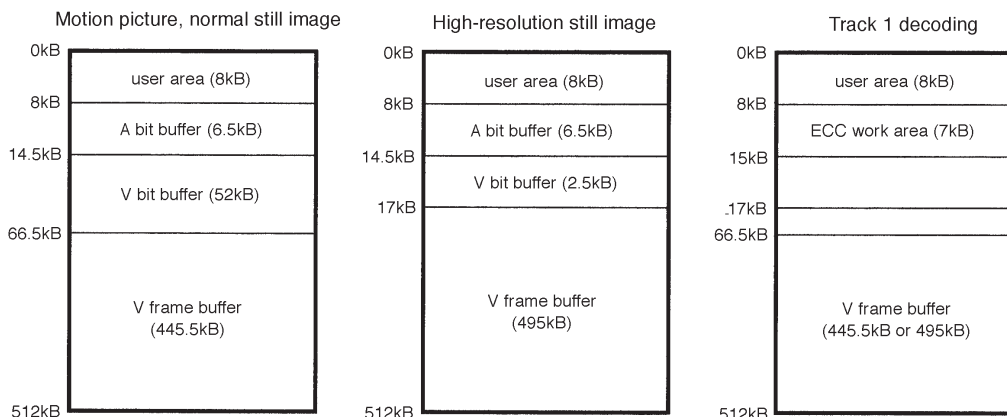 Motion picture, normal still image
0kB
user area (8kB)
8kB
A bit buffer (6.5kB)
14.5kB
V bit buffer (52kB)
66.5kB
V frame buffer
(445.5kB)
512kB
High-resolution still image
0kB
user area (8kB)
8kB
A bit buffer (6.5kB)
14.5kB
V bit buffer (2.5kB)
17kB
V frame buffer
(495kB)
512kB
Track 1 decoding
0kB
user area (8kB)
8kB
ECC work area (7kB)
15kB
17kB
66.5kB
V frame buffer
(445.5kB or 495kB)
512kB